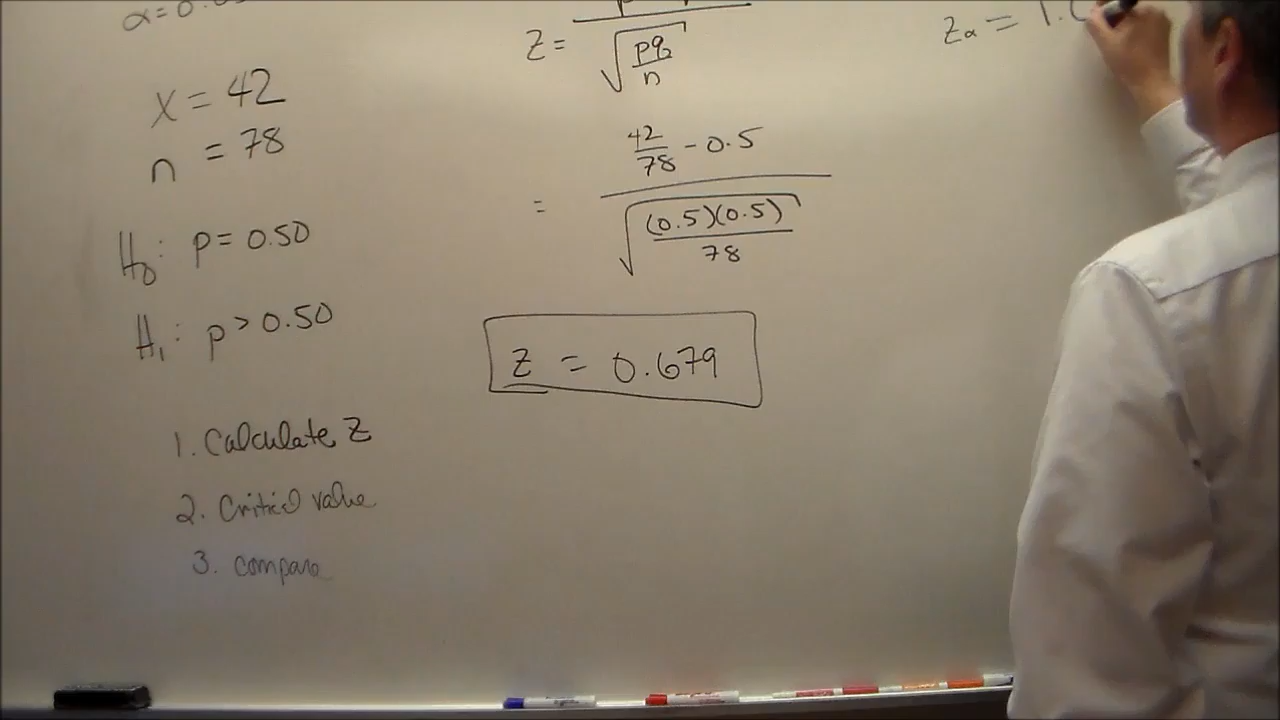 α=0.0
x = 42
n = 78
H₀: p = 0.50
H₁: p > 0.50
1. Calculate Z
2. Critical value
3. compare
Z = √(pq/n)
= (42/78 - 0.5) / √((0.5)(0.5)/78)
Z = 0.679
Zα = 1.